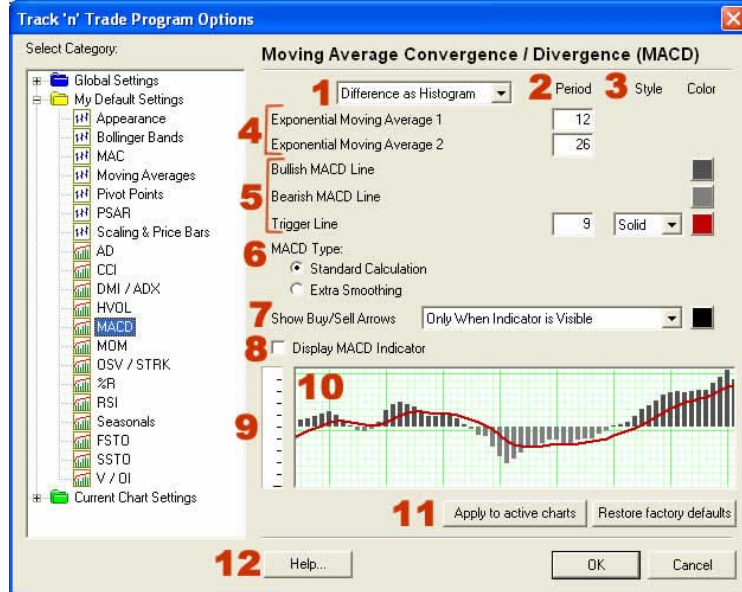 Track 'n' Trade Program Options
Select Category:
Global Settings
My Default Settings
Appearance
Bollinger Bands
MAC
Moving Averages
Pivot Points
PSAR
Scaling & Price Bars
AD
CCI
DMI / ADX
HVOL
MACD
MOM
OSV / STRK
%R
RSI
Seasonals
FSTO
SSTO
V / OI
Current Chart Settings
Moving Average Convergence / Divergence (MACD)
1 Difference as Histogram 2 Period 3 Style Color
4 Exponential Moving Average 1 12
Exponential Moving Average 2 26
Bullish MACD Line
5 Bearish MACD Line
Trigger Line 9 Solid
6 MACD Type:
Standard Calculation
Extra Smoothing
7 Show Buy/Sell Arrows Only When Indicator is Visible
8 Display MACD Indicator
9 10
11 Apply to active charts Restore factory defaults
12 Help... OK Cancel